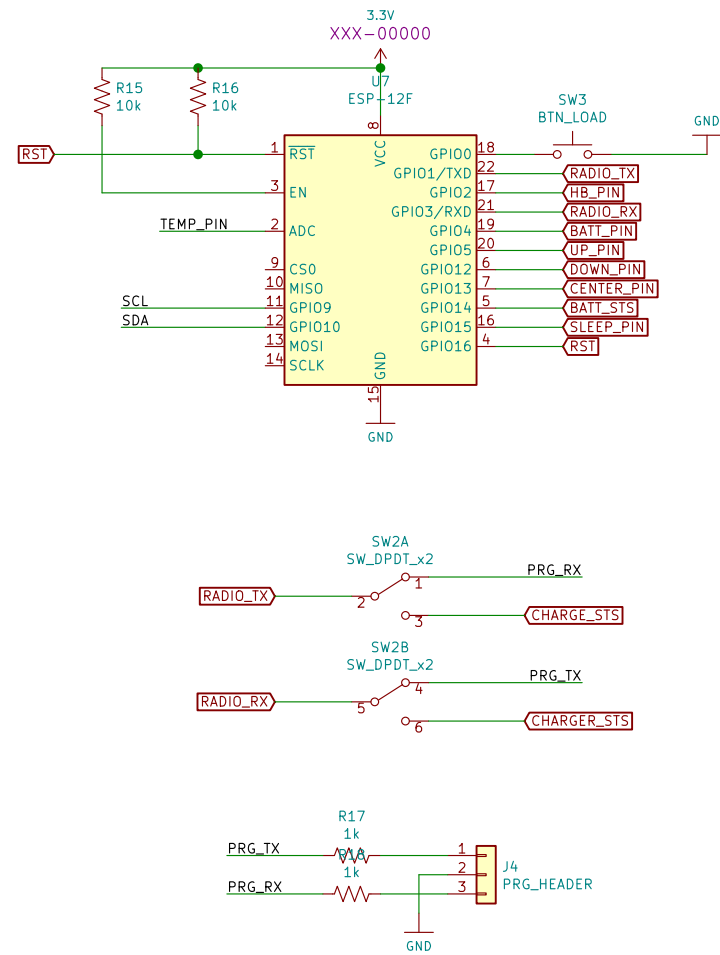 3.3V
XXX-00000
R15
10k
R16
10k
U7
ESP-12F
SW3
BTN_LOAD
GND
RST
1
RST
3
EN
TEMP_PIN
2
ADC
9
CS0
10
MISO
SCL
11
GPIO9
SDA
12
GPIO10
13
MOSI
14
SCLK
8
VCC
15
GND
GND
GPIO0
18
GPIO1/TXD
22
RADIO_TX
GPIO2
17
HB_PIN
GPIO3/RXD
21
RADIO_RX
GPIO4
19
BATT_PIN
GPIO5
20
UP_PIN
GPIO12
6
DOWN_PIN
GPIO13
7
CENTER_PIN
GPIO14
5
BATT_STS
GPIO15
16
SLEEP_PIN
GPIO16
4
RST
SW2A
SW_DPDT_x2
RADIO_TX
2
1
PRG_RX
3
CHARGE_STS
SW2B
SW_DPDT_x2
RADIO_RX
5
4
PRG_TX
6
CHARGER_STS
R17
1k
PRG_TX
R18
1k
PRG_RX
1
2
3
J4
PRG_HEADER
GND